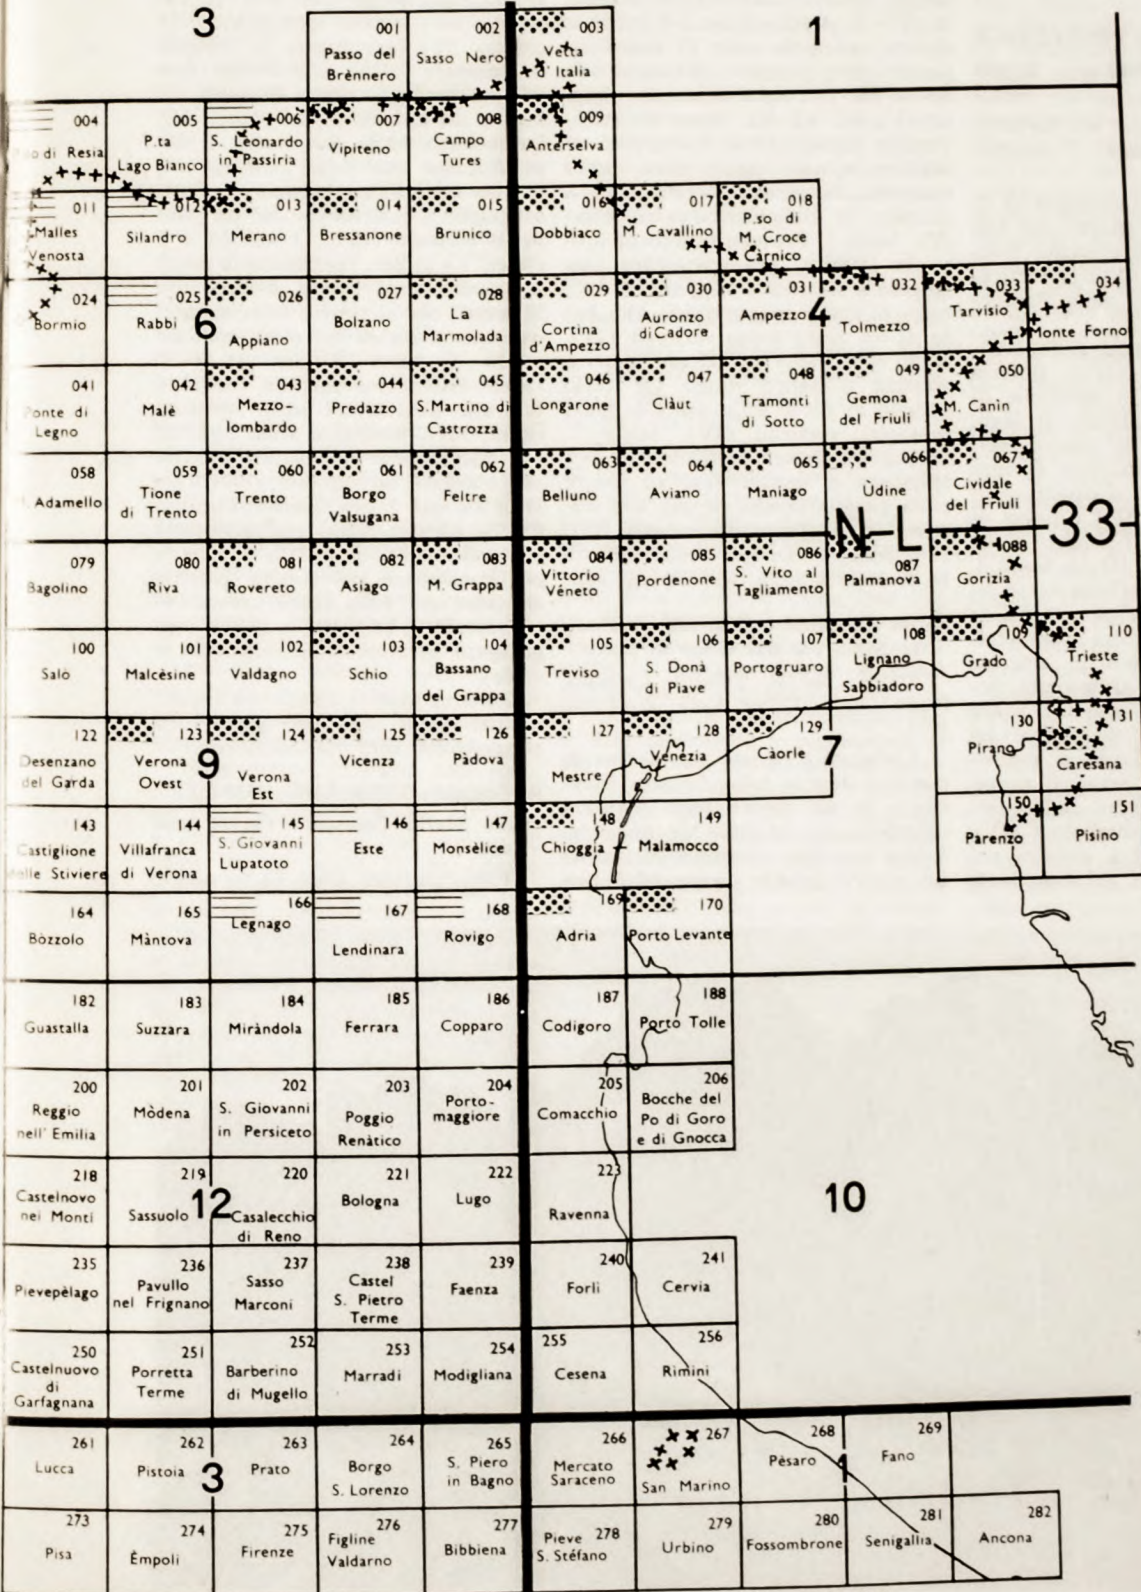 3
1
001
Passo del
Brènnero
002
Sasso Nero
003
Vetta
d'Italia
004
di Resia
005
P.ta
Lago Bianco
006
S. Leonardo
in Passiria
007
Vipiteno
008
Campo
Tures
009
Anterselva
011
Malles
Venosta
012
Silandro
013
Merano
014
Bressanone
015
Brunico
016
Dobbiaco
017
M. Cavallino
018
P.so di
M. Croce
Càrnico
024
Bormio
025
Rabbi
6
026
Appiano
027
Bolzano
028
La
Marmolada
029
Cortina
d'Ampezzo
030
Auronzo
di Cadore
031
Ampezzo
4
032
Tolmezzo
033
Tarvisio
034
Monte Forno
041
Ponte di
Legno
042
Malè
043
Mezzo-
lombardo
044
Predazzo
045
S. Martino di
Castrozza
046
Longarone
047
Clàut
048
Tramonti
di Sotto
049
Gemona
del Friuli
050
M. Canìn
058
Adamello
059
Tione
di Trento
060
Trento
061
Borgo
Valsugana
062
Feltre
063
Belluno
064
Aviano
065
Maniago
066
Ùdine
067
Cividale
del Friuli
N-L
33
079
Bagolino
080
Riva
081
Rovereto
082
Asiago
083
M. Grappa
084
Vittorio
Véneto
085
Pordenone
086
S. Vito al
Tagliamento
087
Palmanova
088
Gorizia
100
Salò
101
Malcèsine
102
Valdagno
103
Schio
104
Bassano
del Grappa
105
Treviso
106
S. Donà
di Piave
107
Portogruaro
108
Lignano
Sabbiadoro
109
Grado
110
Trieste
122
Desenzano
del Garda
123
Verona
Ovest
9
124
Verona
Est
125
Vicenza
126
Pàdova
127
Mestre
128
Venèzia
129
Càorle
7
130
Pirano
131
Caresana
143
Castiglione
delle Stiviere
144
Villafranca
di Verona
145
S. Giovanni
Lupatoto
146
Este
147
Monsèlice
148
Chioggia
149
Malamocco
150
Parenzo
151
Pisino
164
Bòzzolo
165
Màntova
166
Legnago
167
Lendinara
168
Rovigo
169
Adria
170
Porto Levante
182
Guastalla
183
Suzzara
184
Miràndola
185
Ferrara
186
Copparo
187
Codigoro
188
Porto Tolle
200
Reggio
nell'Emilia
201
Mòdena
202
S. Giovanni
in Persiceto
203
Poggio
Renàtico
204
Porto-
maggiore
205
Comacchio
206
Bocche del
Po di Goro
e di Gnocca
218
Castelnovo
nei Monti
219
Sassuolo
12
220
Casalecchio
di Reno
221
Bologna
222
Lugo
223
Ravenna
10
235
Pievepèlago
236
Pavullo
nel Frignano
237
Sasso
Marconi
238
Castel
S. Pietro
Terme
239
Faenza
240
Forlì
241
Cervia
250
Castelnuovo
di
Garfagnana
251
Porretta
Terme
252
Barberino
di Mugello
253
Marradi
254
Modigliana
255
Cesena
256
Rimini
261
Lucca
262
Pistoia
3
263
Prato
264
Borgo
S. Lorenzo
265
S. Piero
in Bagno
266
Mercato
Saraceno
267
San Marino
268
Pèsaro
1
269
Fano
273
Pisa
274
Èmpoli
275
Firenze
276
Figline
Valdarno
277
Bibbiena
278
Pieve
S. Stéfano
279
Urbino
280
Fossombrone
281
Senigallia
282
Ancona